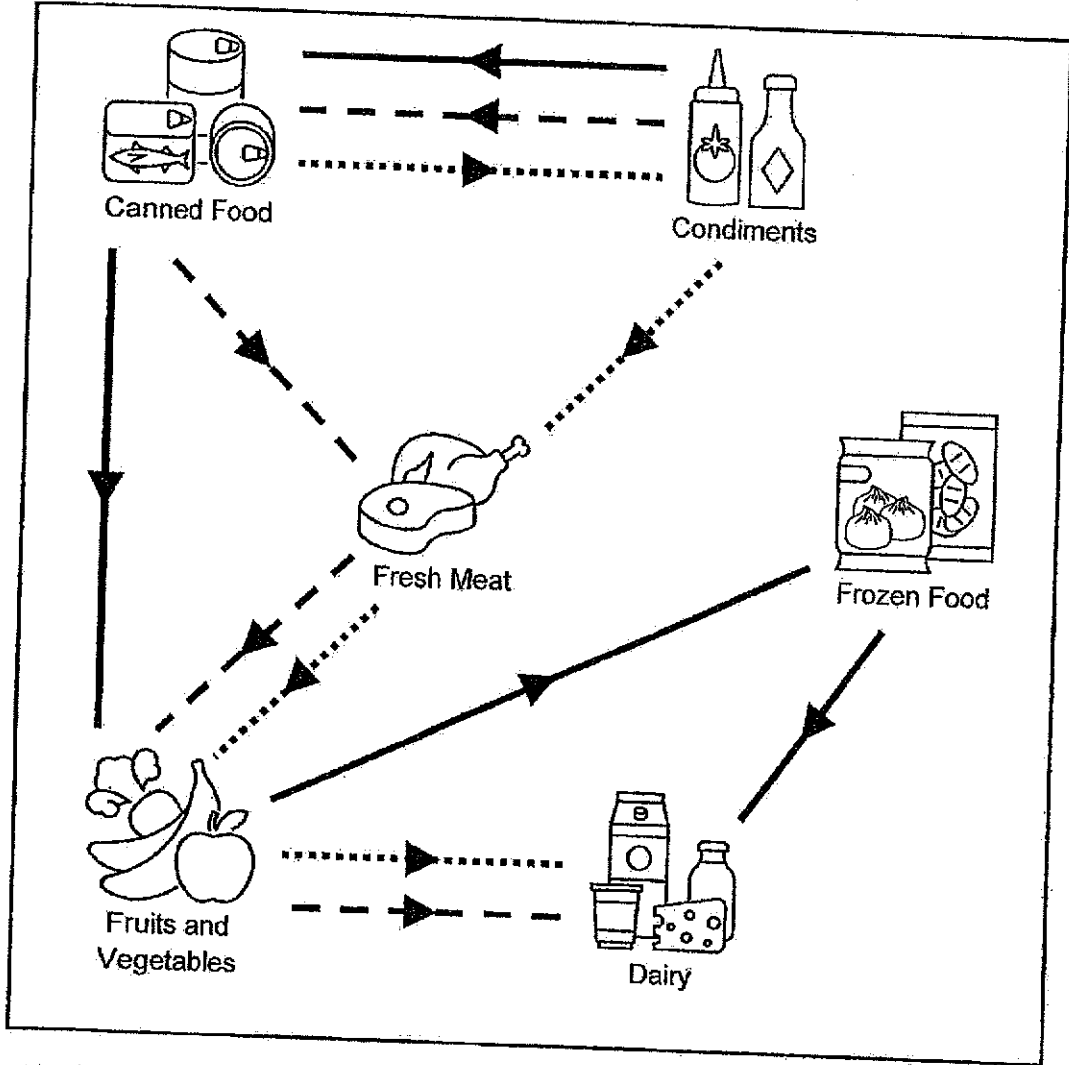 Canned Food
Condiments
Fresh Meat
Frozen Food
Fruits and
Vegetables
Dairy